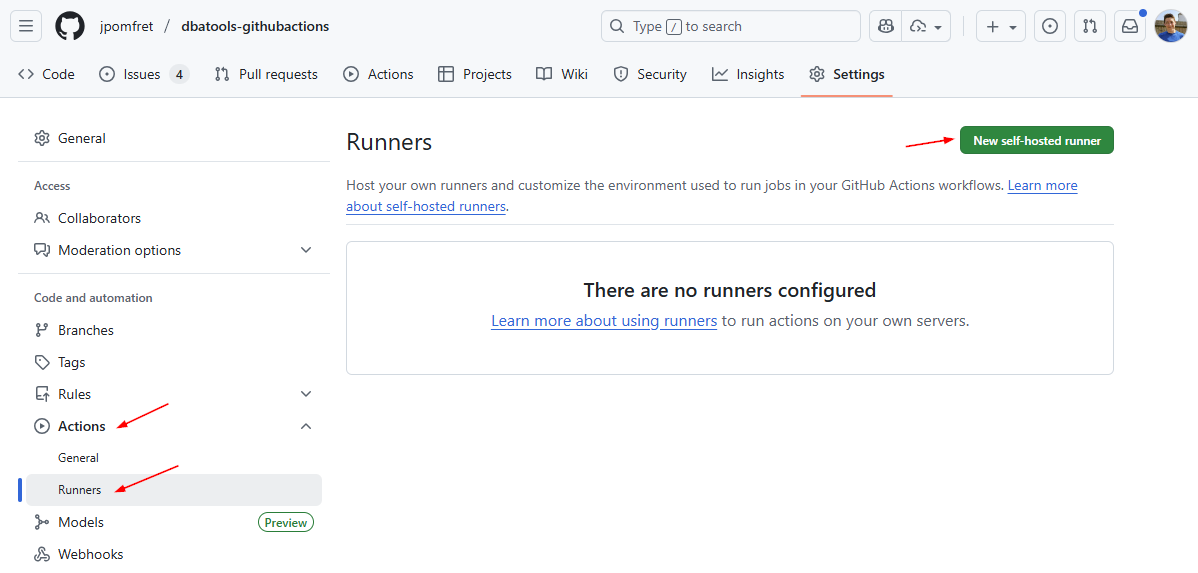 jpomfret / dbatools-githubactions
Type / to search
Code
Issues 4
Pull requests
Actions
Projects
Wiki
Security
Insights
Settings
General
Access
Collaborators
Moderation options
Code and automation
Branches
Tags
Rules
Actions
General
Runners
Models Preview
Webhooks
Runners
New self-hosted runner
Host your own runners and customize the environment used to run jobs in your GitHub Actions workflows. Learn more
about self-hosted runners.
There are no runners configured
Learn more about using runners to run actions on your own servers.